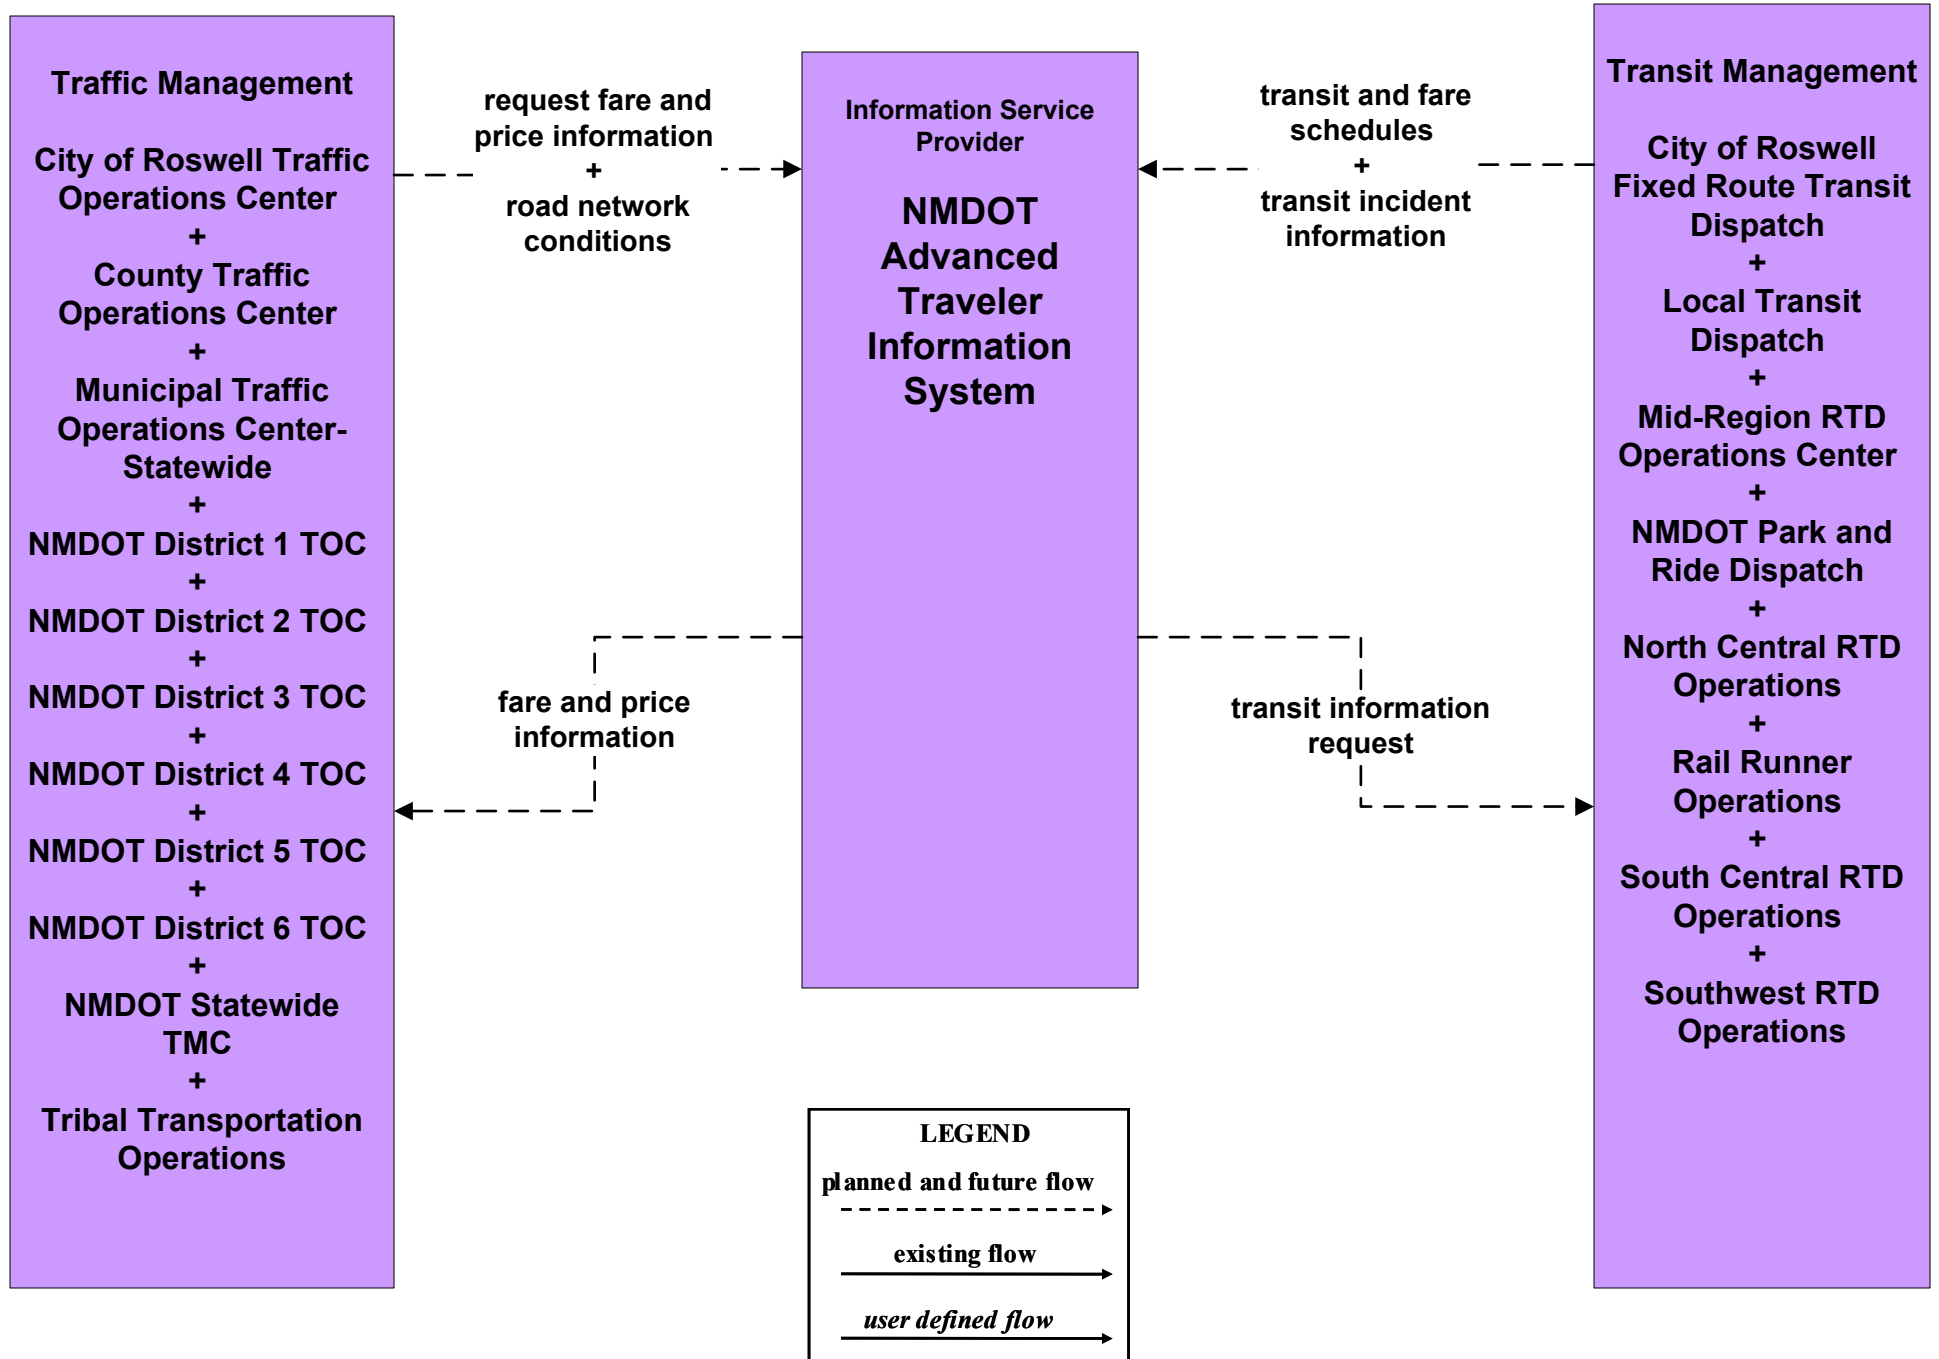 Traffic Management
City of Roswell Traffic
Operations Center
+
County Traffic
Operations Center
+
Municipal Traffic
Operations Center-
Statewide
+
NMDOT District 1 TOC
+
NMDOT District 2 TOC
+
NMDOT District 3 TOC
+
NMDOT District 4 TOC
+
NMDOT District 5 TOC
+
NMDOT District 6 TOC
+
NMDOT Statewide
TMC
+
Tribal Transportation
Operations
request fare and
price information
+
road network
conditions
fare and price
information
Information Service
Provider
NMDOT
Advanced
Traveler
Information
System
transit and fare
schedules
+
transit incident
information
transit information
request
Transit Management
City of Roswell
Fixed Route Transit
Dispatch
+
Local Transit
Dispatch
+
Mid-Region RTD
Operations Center
+
NMDOT Park and
Ride Dispatch
+
North Central RTD
Operations
+
Rail Runner
Operations
+
South Central RTD
Operations
+
Southwest RTD
Operations
LEGEND
planned and future flow
existing flow
user defined flow